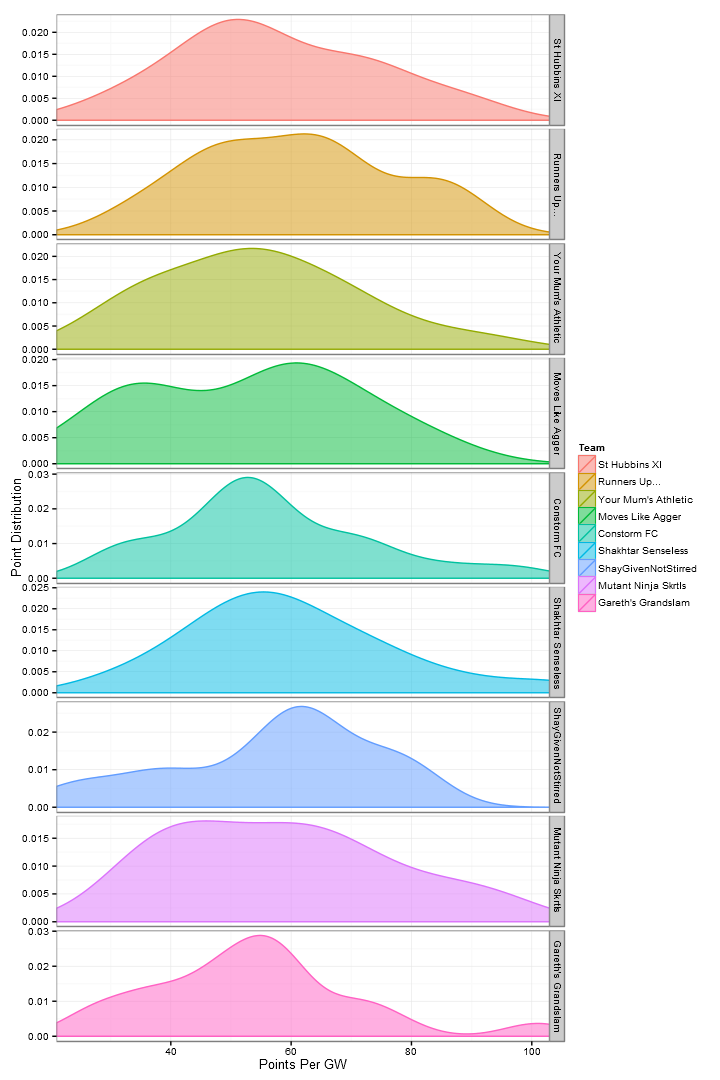 0.020
0.015
0.010
0.005
0.000
St Hubbins XI
0.020
0.015
0.010
0.005
0.000
Runners Up...
0.020
0.015
0.010
0.005
0.000
Your Mum's Athletic
0.020
0.015
0.010
0.005
0.000
Moves Like Agger
0.03
0.02
0.01
0.00
Constorm FC
0.025
0.020
0.015
0.010
0.005
0.000
Shakhtar Senseless
0.02
0.01
0.00
ShayGivenNotStirred
0.015
0.010
0.005
0.000
Mutant Ninja Skrtls
0.03
0.02
0.01
0.00
Gareth's Grandslam
40 60 80 100
Points Per GW
Point Distribution
Team
St Hubbins XI
Runners Up...
Your Mum's Athletic
Moves Like Agger
Constorm FC
Shakhtar Senseless
ShayGivenNotStirred
Mutant Ninja Skrtls
Gareth's Grandslam